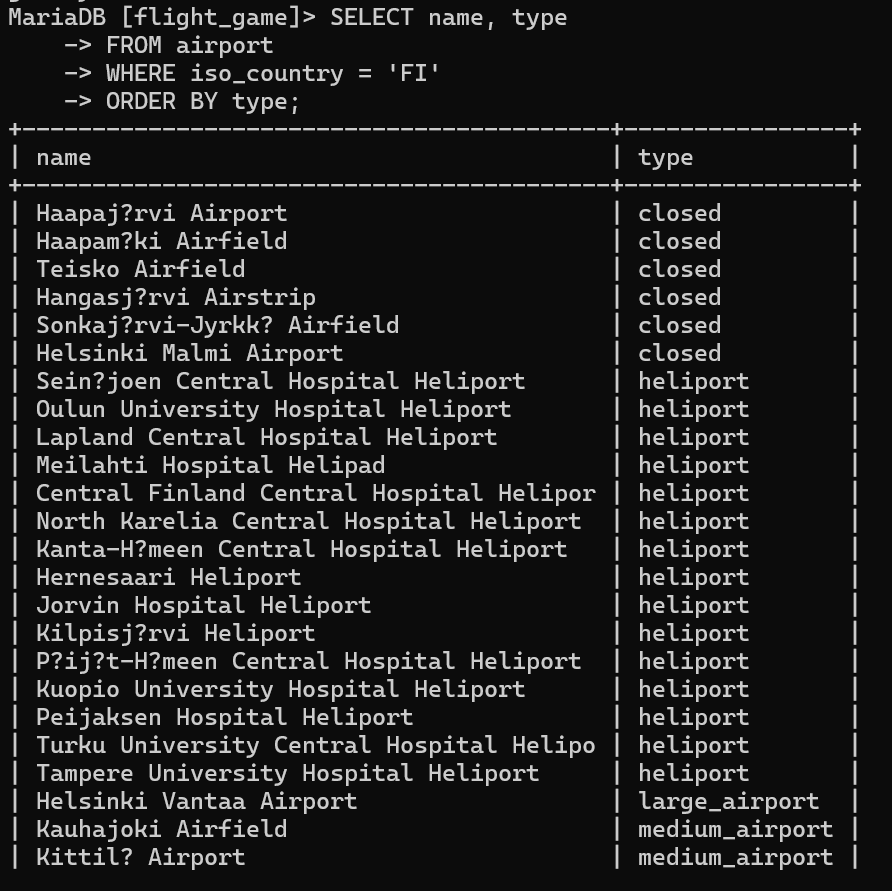 MariaDB [flight_game]> SELECT name, type
-> FROM airport
-> WHERE iso_country = 'FI'
-> ORDER BY type;
+------------------------------------------+----------------+
| name | type |
+------------------------------------------+----------------+
| Haapaj?rvi Airport | closed |
| Haapam?ki Airfield | closed |
| Teisko Airfield | closed |
| Hangasj?rvi Airstrip | closed |
| Sonkaj?rvi-Jyrkk? Airfield | closed |
| Helsinki Malmi Airport | closed |
| Sein?joen Central Hospital Heliport | heliport |
| Oulun University Hospital Heliport | heliport |
| Lapland Central Hospital Heliport | heliport |
| Meilahti Hospital Helipad | heliport |
| Central Finland Central Hospital Helipor | heliport |
| North Karelia Central Hospital Heliport | heliport |
| Kanta-H?meen Central Hospital Heliport | heliport |
| Hernesaari Heliport | heliport |
| Jorvin Hospital Heliport | heliport |
| Kilpisj?rvi Heliport | heliport |
| P?ij?t-H?meen Central Hospital Heliport | heliport |
| Kuopio University Hospital Heliport | heliport |
| Peijaksen Hospital Heliport | heliport |
| Turku University Central Hospital Helipo | heliport |
| Tampere University Hospital Heliport | heliport |
| Helsinki Vantaa Airport | large_airport |
| Kauhajoki Airfield | medium_airport |
| Kittil? Airport | medium_airport |